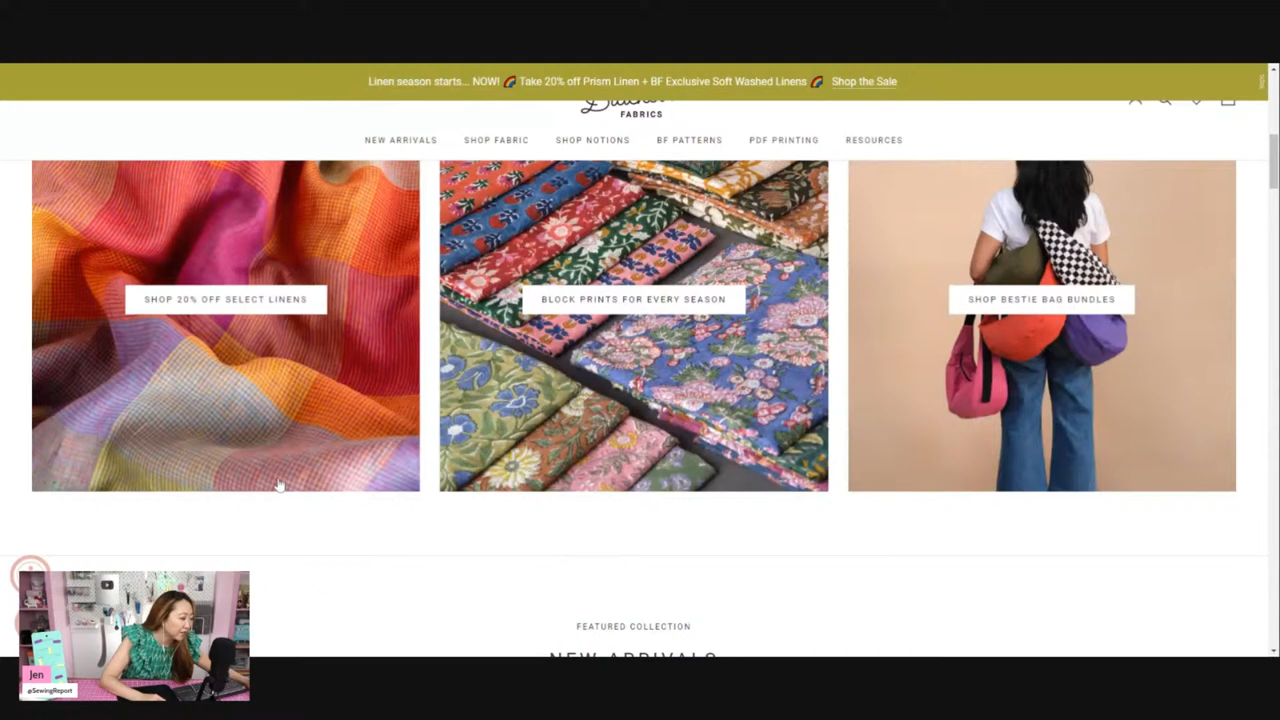 Linen season starts... NOW! 🌈 Take 20% off Prism Linen + BF Exclusive Soft Washed Linens 🌈 Shop the Sale
FABRICS
NEW ARRIVALS SHOP FABRIC SHOP NOTIONS BF PATTERNS PDF PRINTING RESOURCES
SHOP 20% OFF SELECT LINENS
BLOCK PRINTS FOR EVERY SEASON
SHOP BESTIE BAG BUNDLES
FEATURED COLLECTION
NEW ARRIVALS
Jen
@SewingReport